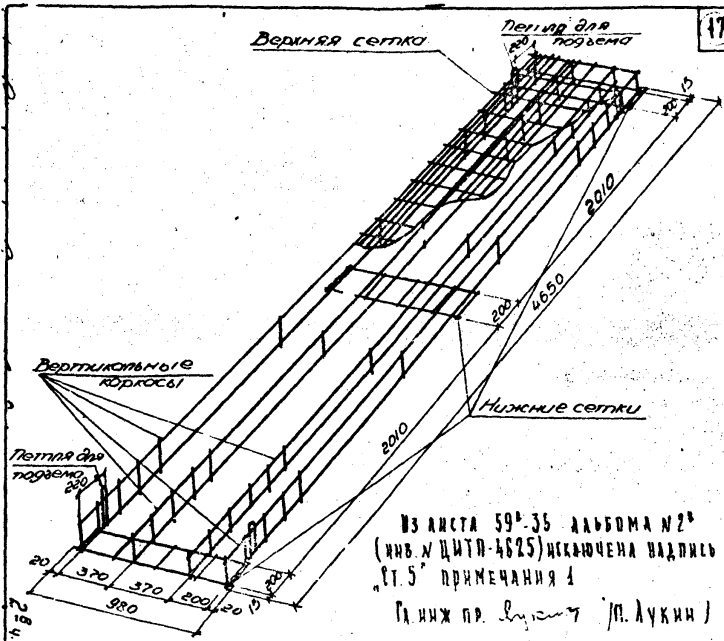 17
Петля для
подъема
Верхняя сетка
220
15
200
2010
4650
200
Вертикальные
каркасы
Нижние сетки
2010
Петля для
подъема
220
Из листа 59А-35 альбома №2А
(инв. № ЦИТП-4625) исключена надпись
„Ст. 5" примечания 1
Гл. инж пр. /П. Лукин/
20
370
370
200
20
15
200
980